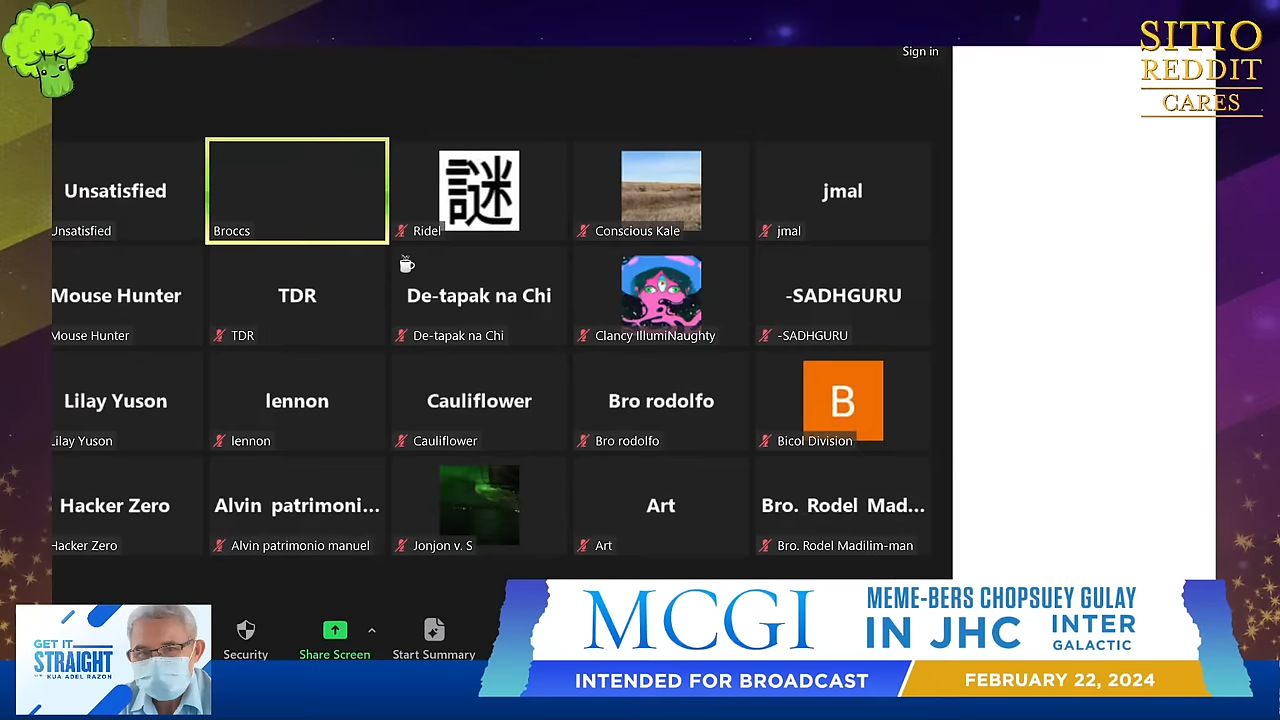 SITIO
REDDIT
CARES
Sign in
Unsatisfied
Unsatisfied
Broccs
謎
Ridel
Conscious Kale
jmal
jmal
Mouse Hunter
Mouse Hunter
TDR
TDR
De-tapak na Chi
De-tapak na Chi
Clancy IllumiNaughty
-SADHGURU
-SADHGURU
Lilay Yuson
Lilay Yuson
lennon
lennon
Cauliflower
Cauliflower
Bro rodolfo
Bro rodolfo
B
Bicol Division
Hacker Zero
Hacker Zero
Alvin patrimoni...
Alvin patrimonio manuel
Jonjon v. S
Art
Art
Bro. Rodel Mad...
Bro. Rodel Madilim-man
Security
Share Screen
Start Summary
GET IT
STRAIGHT
KUA ADEL RAZON
MCGI
MEME-BERS CHOPSUEY GULAY
IN JHC
INTER
GALACTIC
INTENDED FOR BROADCAST
FEBRUARY 22, 2024